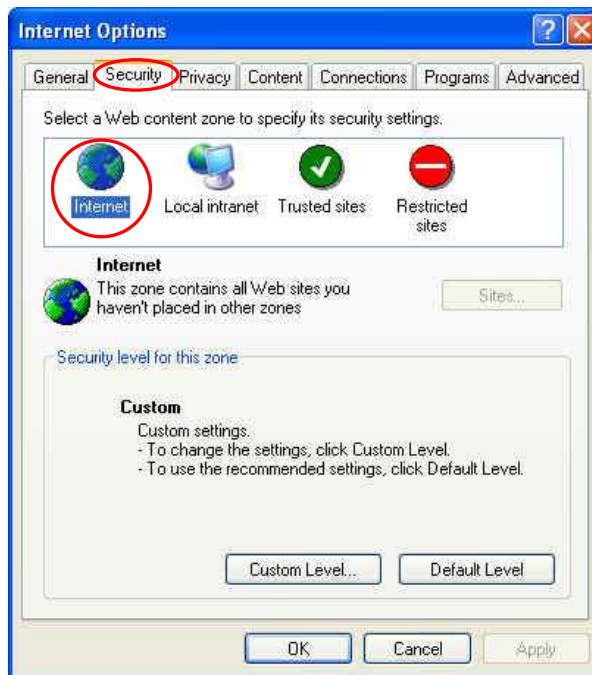 Internet Options
General Security Privacy Content Connections Programs Advanced
Select a Web content zone to specify its security settings.
Internet Local intranet Trusted sites Restricted
sites
Internet
This zone contains all Web sites you
haven't placed in other zones
Sites...
Security level for this zone
Custom
Custom settings.
- To change the settings, click Custom Level.
- To use the recommended settings, click Default Level.
Custom Level... Default Level
OK Cancel Apply